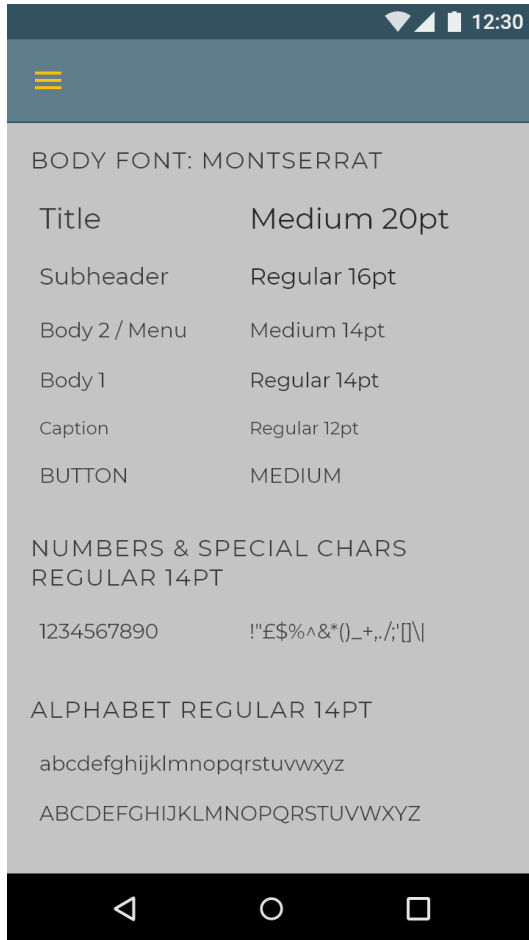 12:30
BODY FONT: MONTSERRAT
Title Medium 20pt
Subheader Regular 16pt
Body 2 / Menu Medium 14pt
Body 1 Regular 14pt
Caption Regular 12pt
BUTTON MEDIUM
NUMBERS & SPECIAL CHARS
REGULAR 14PT
1234567890 !"£$%^&*()_+,./;'[]\|
ALPHABET REGULAR 14PT
abcdefghijklmnopqrstuvwxyz
ABCDEFGHIJKLMNOPQRSTUVWXYZ